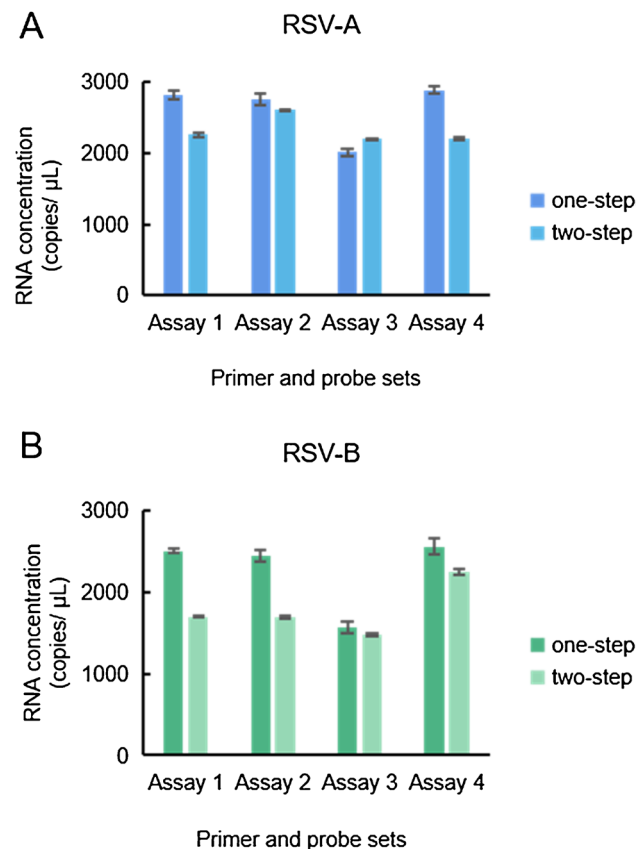 A
RSV-A
RNA concentration
(copies/ μL)
3000
2000
1000
0
Assay 1 Assay 2 Assay 3 Assay 4
Primer and probe sets
one-step
two-step
B
RSV-B
RNA concentration
(copies/ μL)
3000
2000
1000
0
Assay 1 Assay 2 Assay 3 Assay 4
Primer and probe sets
one-step
two-step